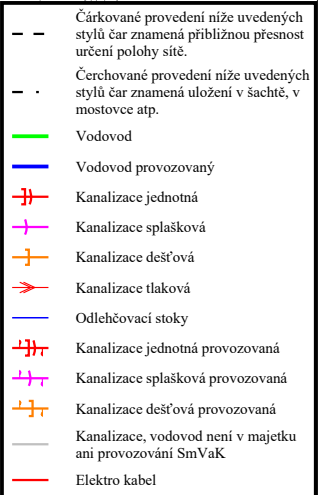 Čárkované provedení níže uvedených
stylů čar znamená přibližnou přesnost
určení polohy sítě.
Čerchované provedení níže uvedených
stylů čar znamená uložení v šachtě, v
mostovce atp.
Vodovod
Vodovod provozovaný
Kanalizace jednotná
Kanalizace splašková
Kanalizace dešťová
Kanalizace tlaková
Odlehčovací stoky
Kanalizace jednotná provozovaná
Kanalizace splašková provozovaná
Kanalizace dešťová provozovaná
Kanalizace, vodovod není v majetku
ani provozování SmVaK
Elektro kabel